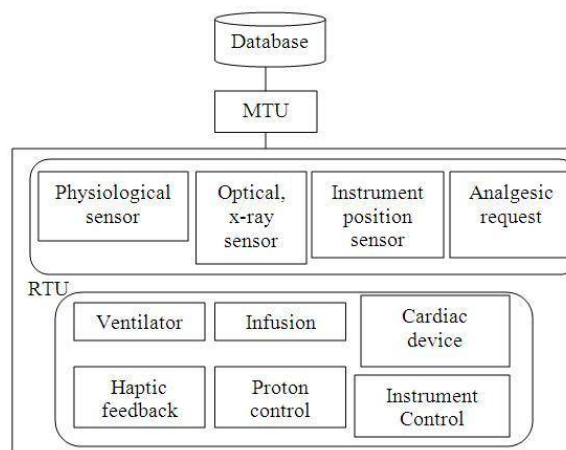 Database
MTU
Physiological
sensor
Optical,
x-ray
sensor
Instrument
position
sensor
Analgesic
request
RTU
Ventilator
Infusion
Cardiac
device
Haptic
feedback
Proton
control
Instrument
Control